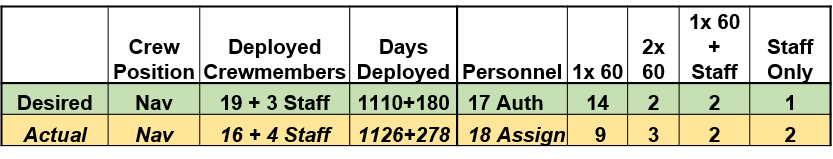 Crew Position Deployed Crewmembers Days Deployed Personnel 1x 60 2x 60 1x 60 + Staff Staff Only
Desired Nav 19 + 3 Staff 1110+180 17 Auth 14 2 2 1
Actual Nav 16 + 4 Staff 1126+278 18 Assign 9 3 2 2